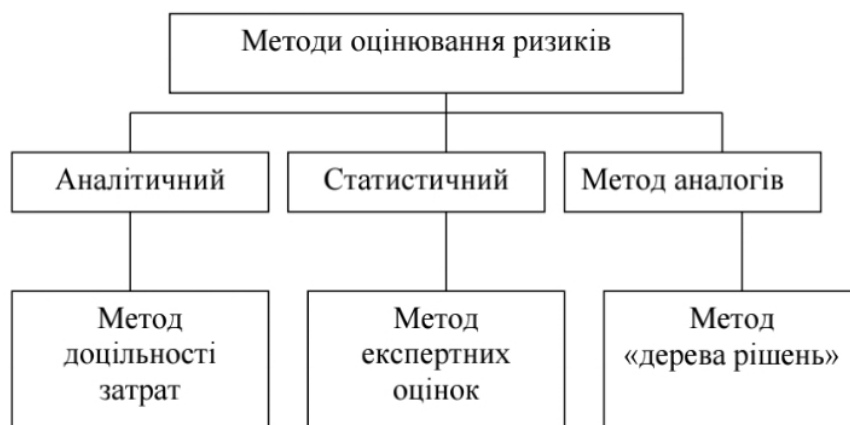 Методи оцінювання ризиків
Аналітичний
Статистичний
Метод аналогів
Метод
доцільності
затрат
Метод
експертних
оцінок
Метод
«дерева рішень»